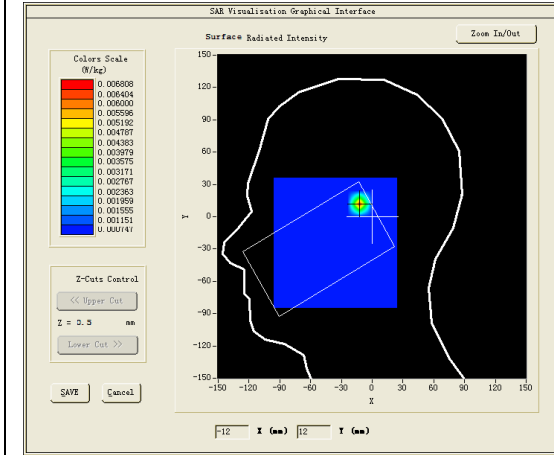 SAR Visualisation Graphical Interface
Surface Radiated Intensity
Zoom In/Out
Colors Scale
(W/kg)
0.006808
0.006404
0.006000
0.005596
0.005192
0.004787
0.004383
0.003979
0.003575
0.003171
0.002767
0.002363
0.001959
0.001555
0.001151
0.000747
150
120
90
60
30
0
-30
-60
-90
-120
-150
Y
-150 -120 -90 -60 -30 0 30 60 90 120 150
X
Z-Cuts Control
<< Upper Cut
Z = 0.5 mm
Lower Cut >>
SAVE Cancel
-12 X (mm) 12 Y (mm)